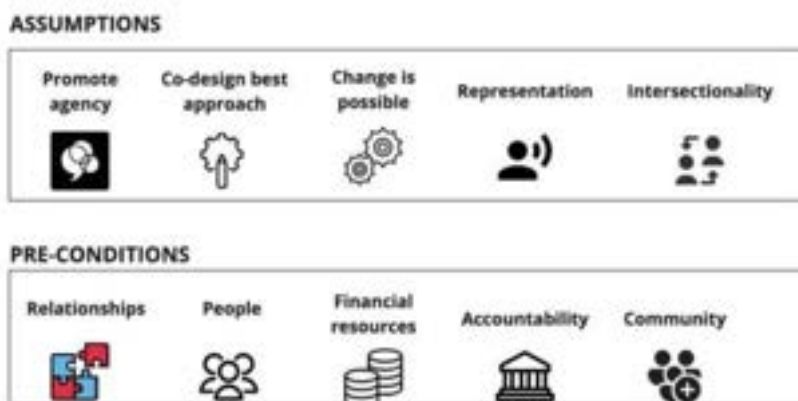 ASSUMPTIONS
Promote
agency
Co-design best
approach
Change is
possible
Representation
Intersectionality
PRE-CONDITIONS
Relationships
People
Financial
resources
Accountability
Community